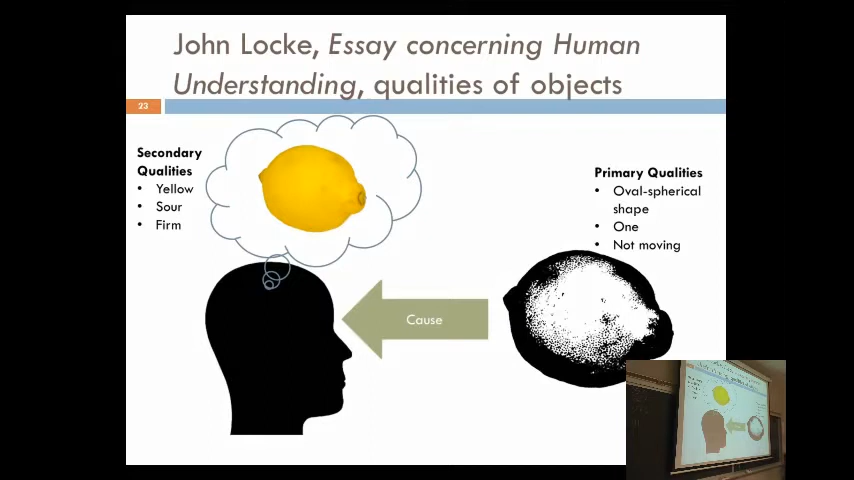 John Locke, Essay concerning Human
Understanding, qualities of objects
23
Secondary
Qualities
• Yellow
• Sour
• Firm
Primary Qualities
• Oval-spherical
shape
• One
• Not moving
Cause